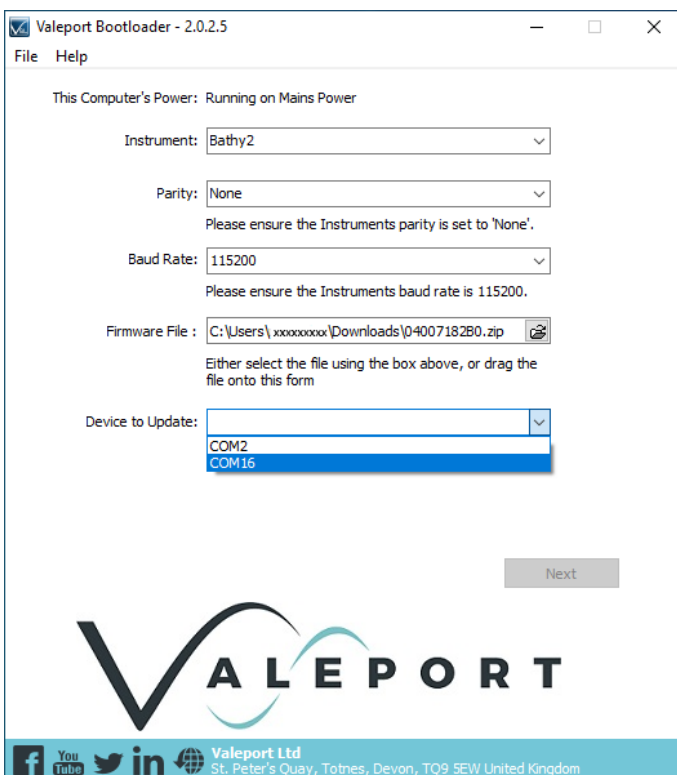 Valeport Bootloader - 2.0.2.5
File Help
This Computer's Power: Running on Mains Power
Instrument: Bathy2
Parity: None
Please ensure the Instruments parity is set to 'None'.
Baud Rate: 115200
Please ensure the Instruments baud rate is 115200.
Firmware File : C:\Users\ xxxxxxxxx\Downloads\04007182B0.zip
Either select the file using the box above, or drag the
file onto this form
Device to Update:
COM2
COM16
Next
VALEPORT
f You Tube in
Valeport Ltd
St. Peter's Quay, Totnes, Devon, TQ9 5EW United Kingdom